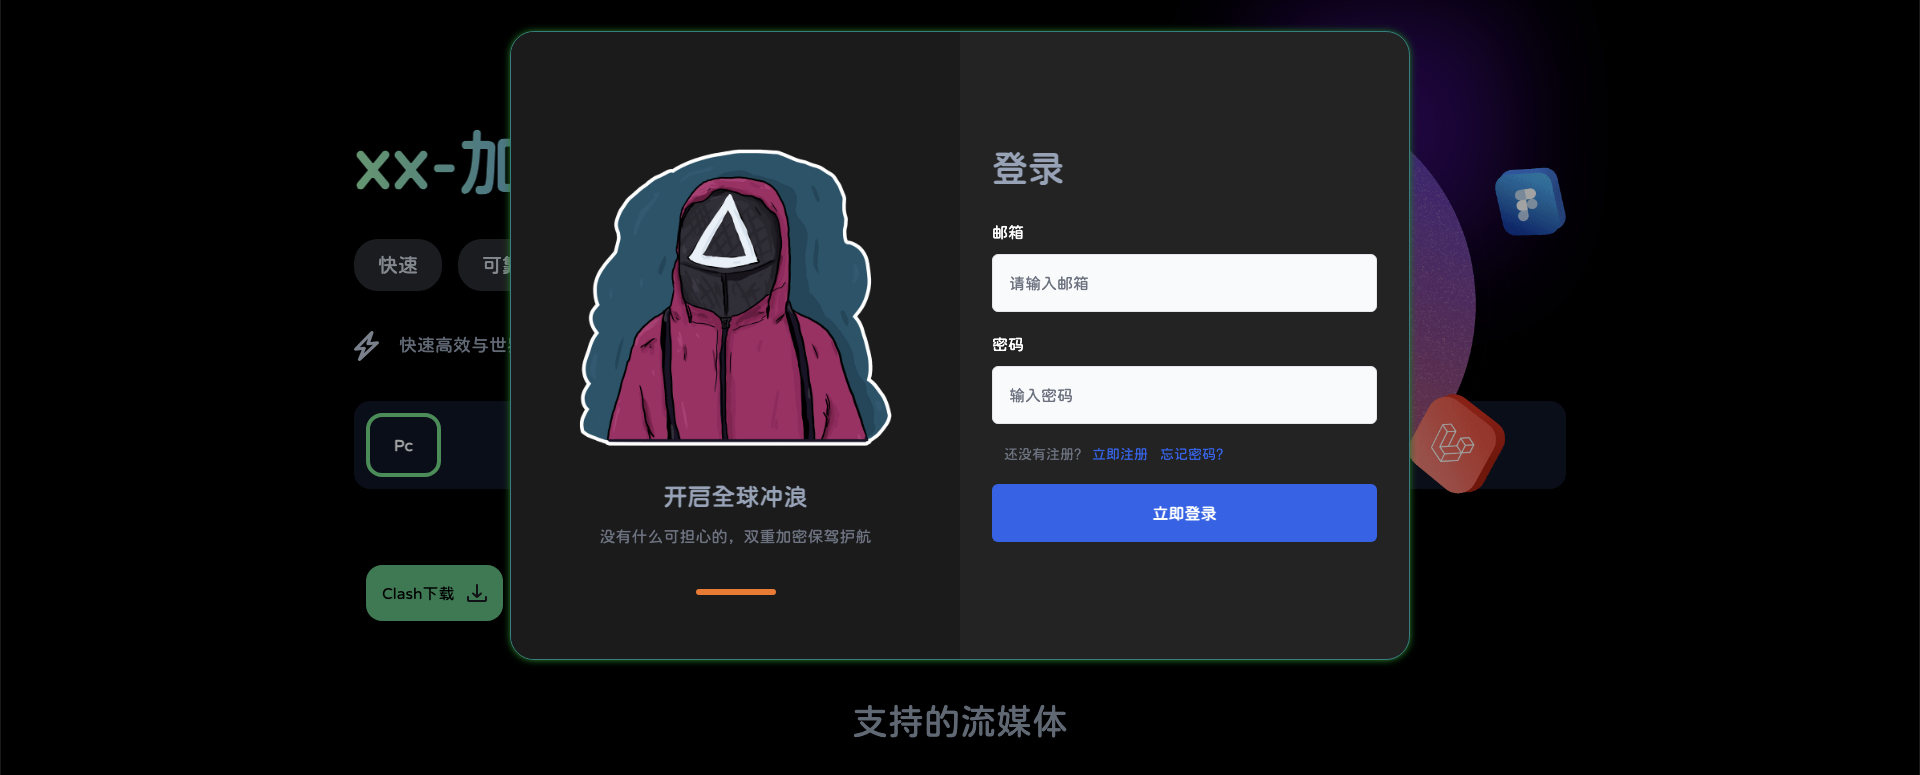 xx-加
快速
可靠
快速高效与世界
Pc
Clash下载
开启全球冲浪
没有什么可担心的，双重加密保驾护航
登录
邮箱
请输入邮箱
密码
输入密码
还没有注册？ 立即注册 忘记密码？
立即登录
支持的流媒体